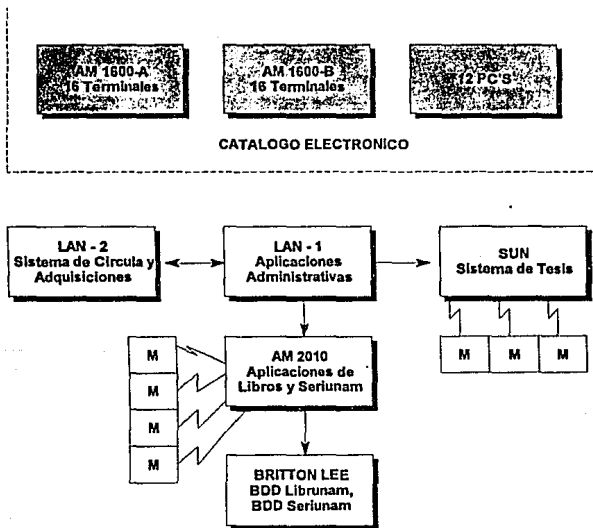 AM 1600-A
16 Terminales
AM 1600-B
16 Terminales
12 PC'S
CATALOGO ELECTRONICO
LAN - 2
Sistema de Circula y
Adquisiciones
LAN - 1
Aplicaciones
Administrativas
SUN
Sistema de Tesis
M
M
M
M
AM 2010
Aplicaciones de
Libros y Seriunam
M
M
M
BRITTON LEE
BDD Librunam,
BDD Seriunam